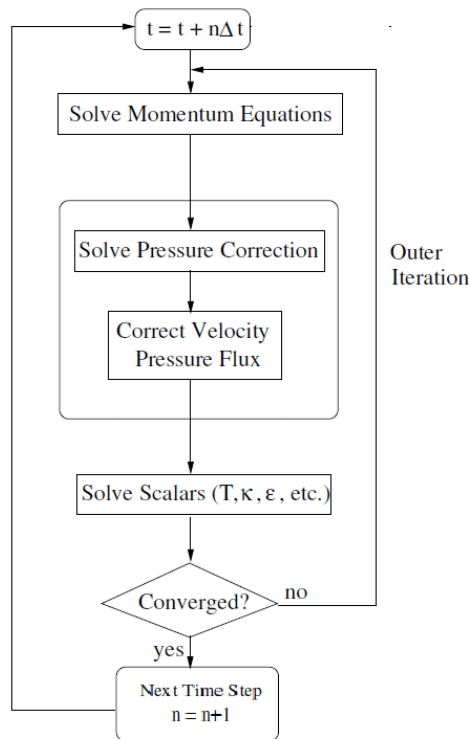 t = t + nΔt
Solve Momentum Equations
Solve Pressure Correction
Outer
Iteration
Correct Velocity
Pressure Flux
Solve Scalars (T,κ,ε, etc.)
Converged?
no
yes
Next Time Step
n = n+1